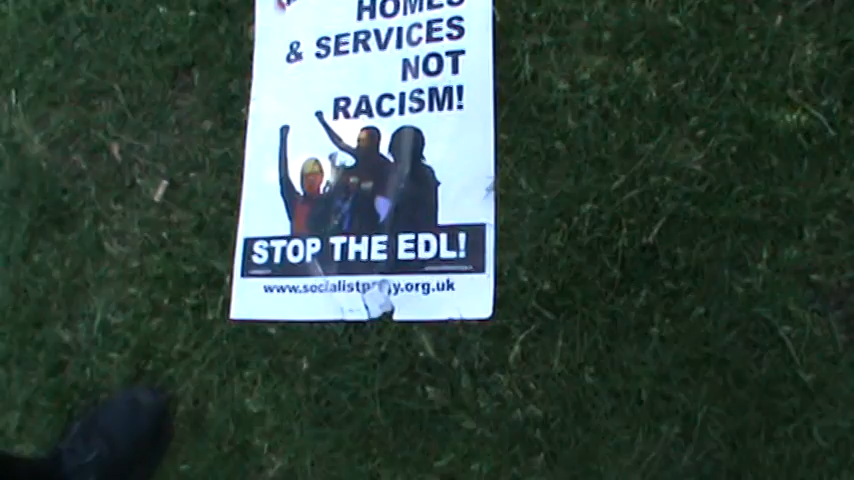 HOMES
& SERVICES
NOT
RACISM!
STOP THE EDL!